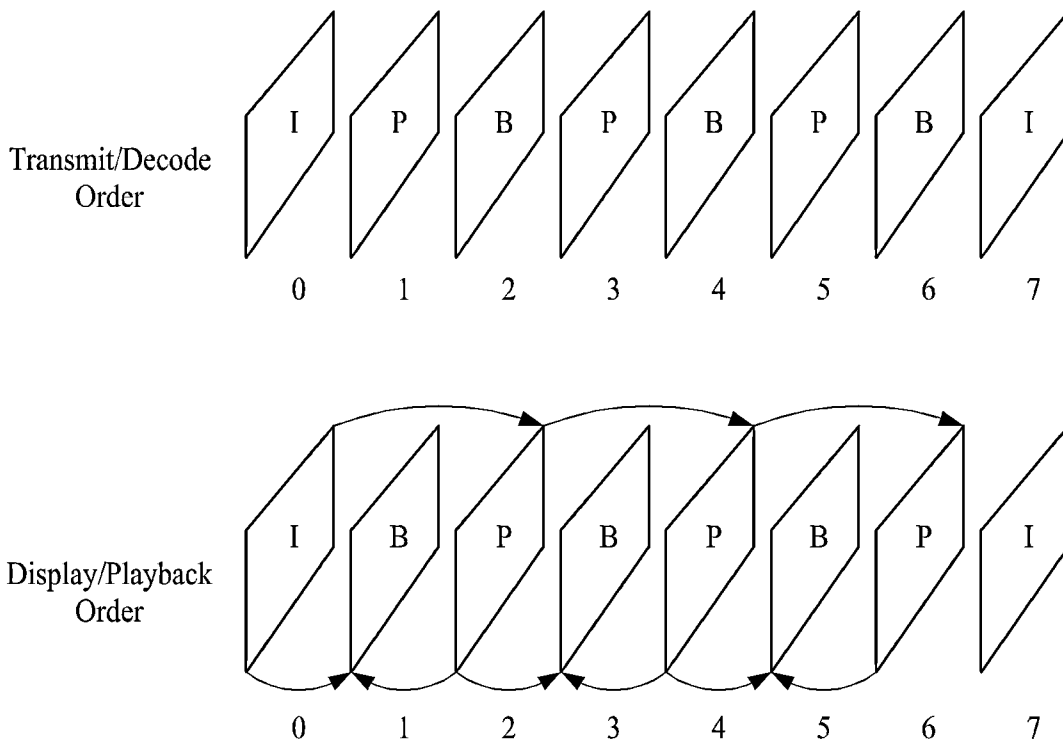 I P B P B P B I
Transmit/Decode
Order
0 1 2 3 4 5 6 7
I B P B P B P I
Display/Playback
Order
0 1 2 3 4 5 6 7